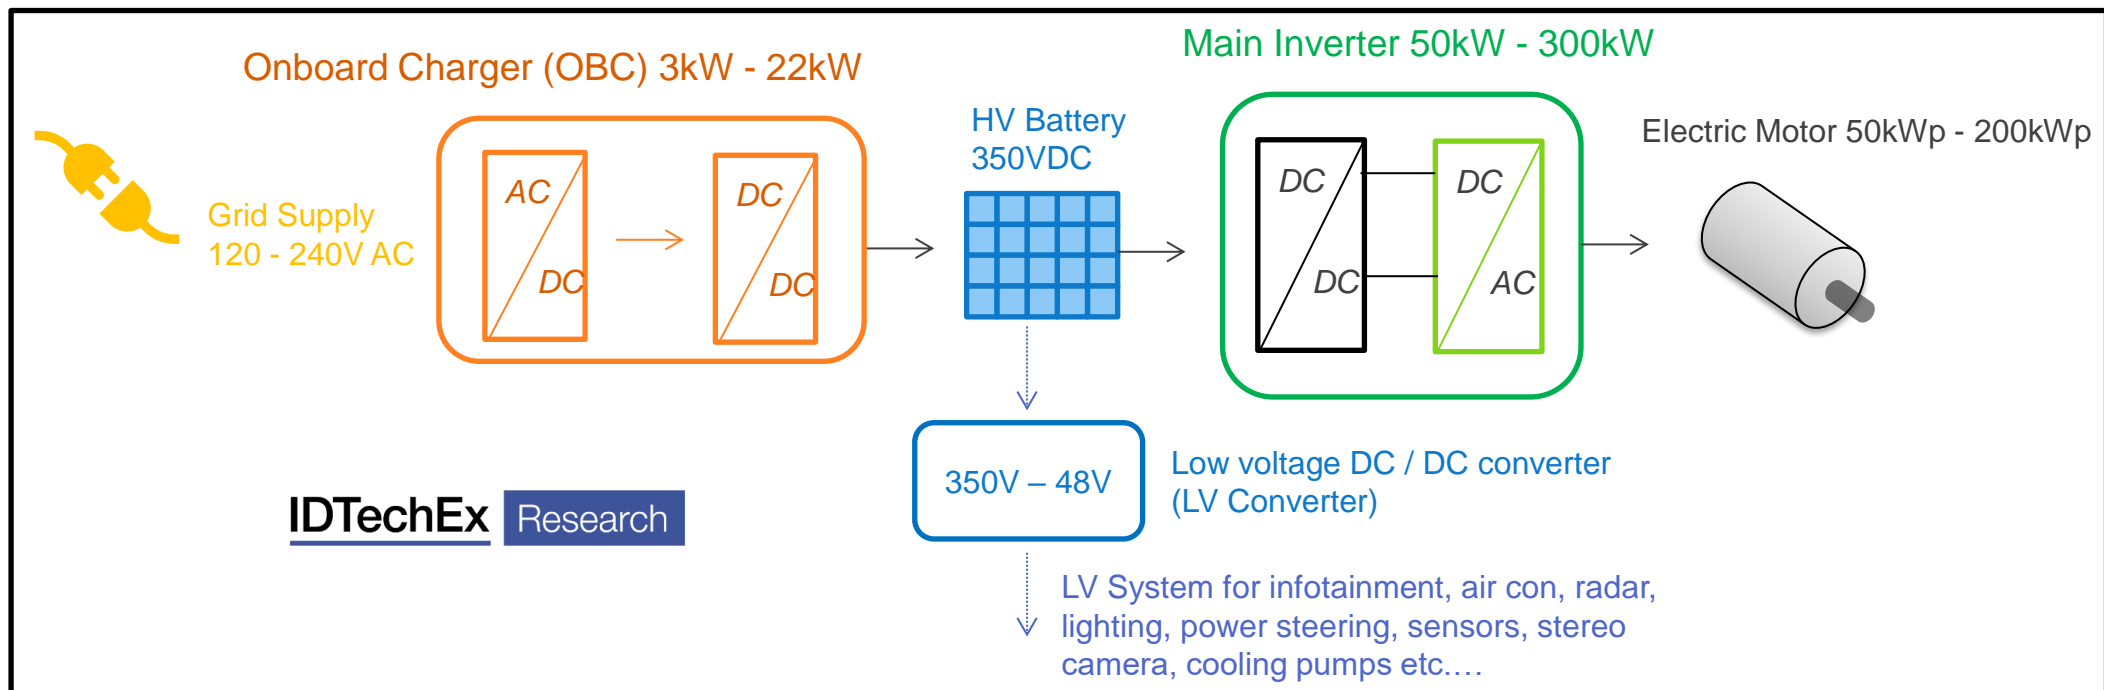 Onboard Charger (OBC) 3kW - 22kW
Main Inverter 50kW - 300kW
HV Battery
350VDC
Electric Motor 50kWp - 200kWp
Grid Supply
120 - 240V AC
AC
DC
DC
DC
DC
DC
DC
AC
350V – 48V
Low voltage DC / DC converter
(LV Converter)
IDTechEx Research
LV System for infotainment, air con, radar,
lighting, power steering, sensors, stereo
camera, cooling pumps etc.…